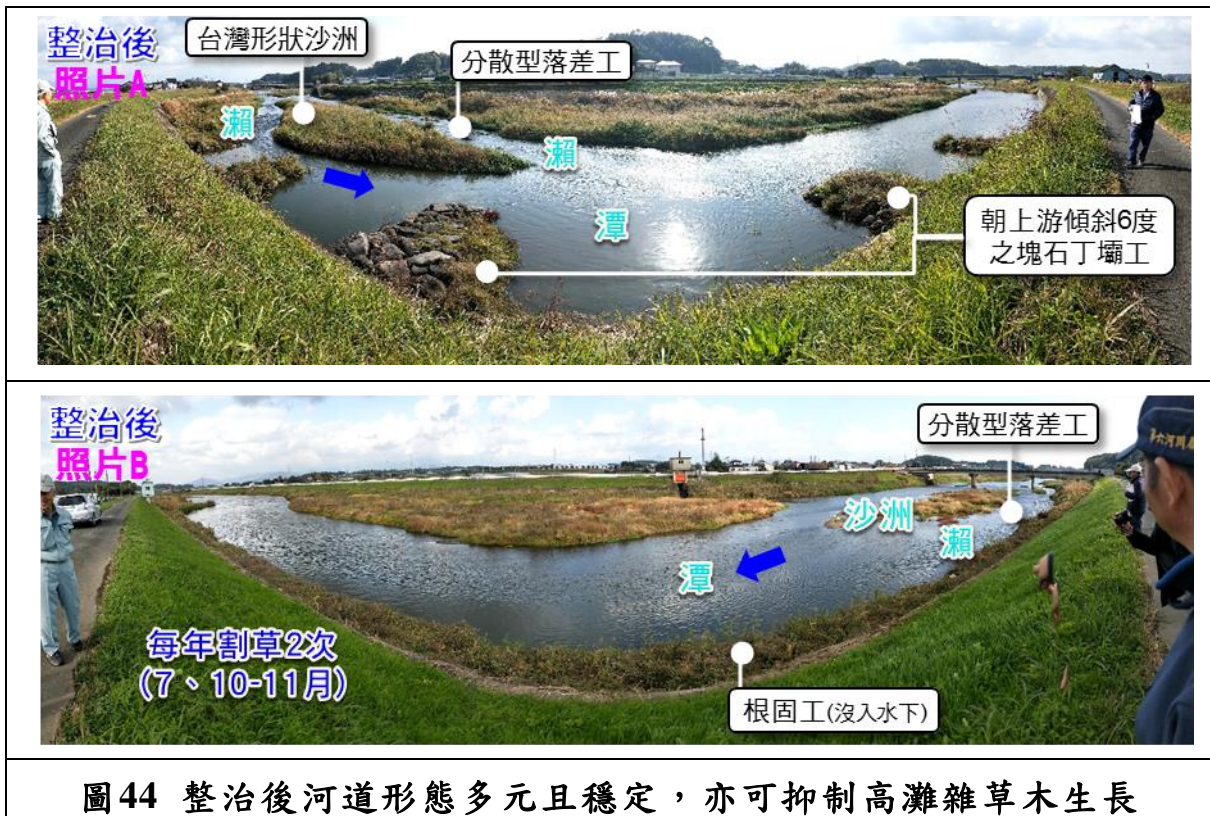 整治後
照片A
台灣形狀沙洲
分散型落差工
瀨
瀨
潭
朝上游傾斜6度
之塊石丁壩工
整治後
照片B
分散型落差工
沙洲
瀨
潭
每年割草2次
(7、10-11月)
根固工(沒入水下)
圖44 整治後河道形態多元且穩定，亦可抑制高灘雜草木生長